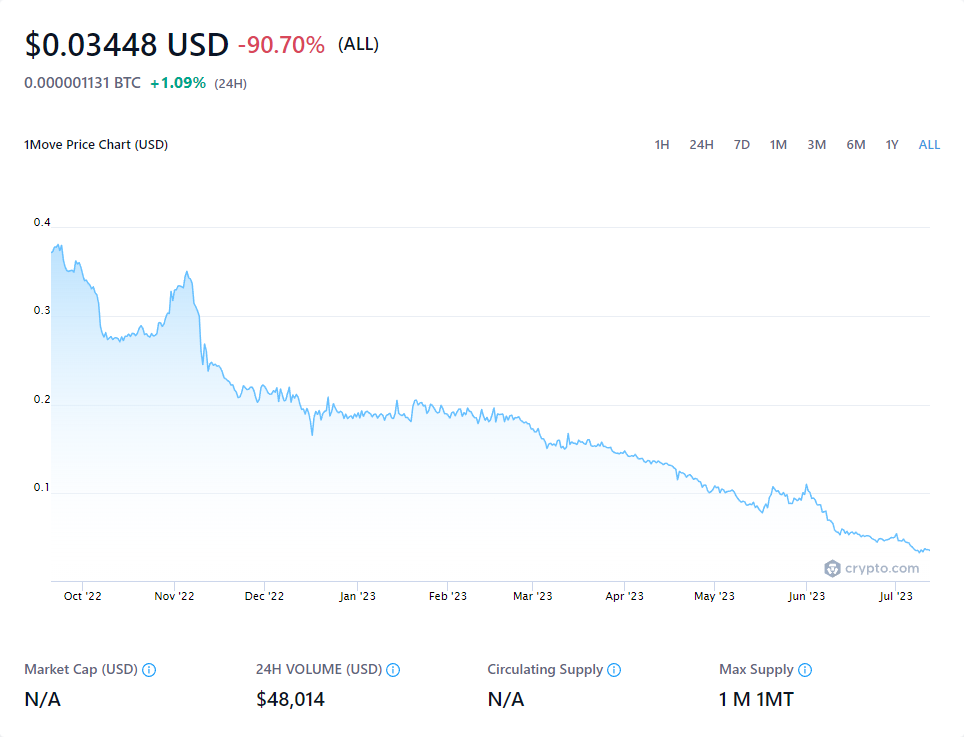 $0.03448 USD -90.70% (ALL)
0.000001131 BTC +1.09% (24H)
1Move Price Chart (USD) 1H 24H 7D 1M 3M 6M 1Y ALL
0.4
0.3
0.2
0.1
crypto.com
Oct '22 Nov '22 Dec '22 Jan '23 Feb '23 Mar '23 Apr '23 May '23 Jun '23 Jul '23
Market Cap (USD) 24H VOLUME (USD) Circulating Supply Max Supply
N/A $48,014 N/A 1 M 1MT